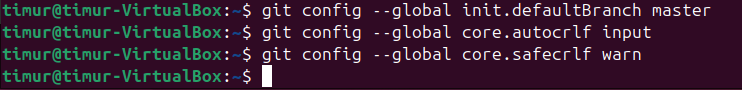 timur@timur-VirtualBox:~$ git config --global init.defaultBranch master
timur@timur-VirtualBox:~$ git config --global core.autocrlf input
timur@timur-VirtualBox:~$ git config --global core.safecrlf warn
timur@timur-VirtualBox:~$